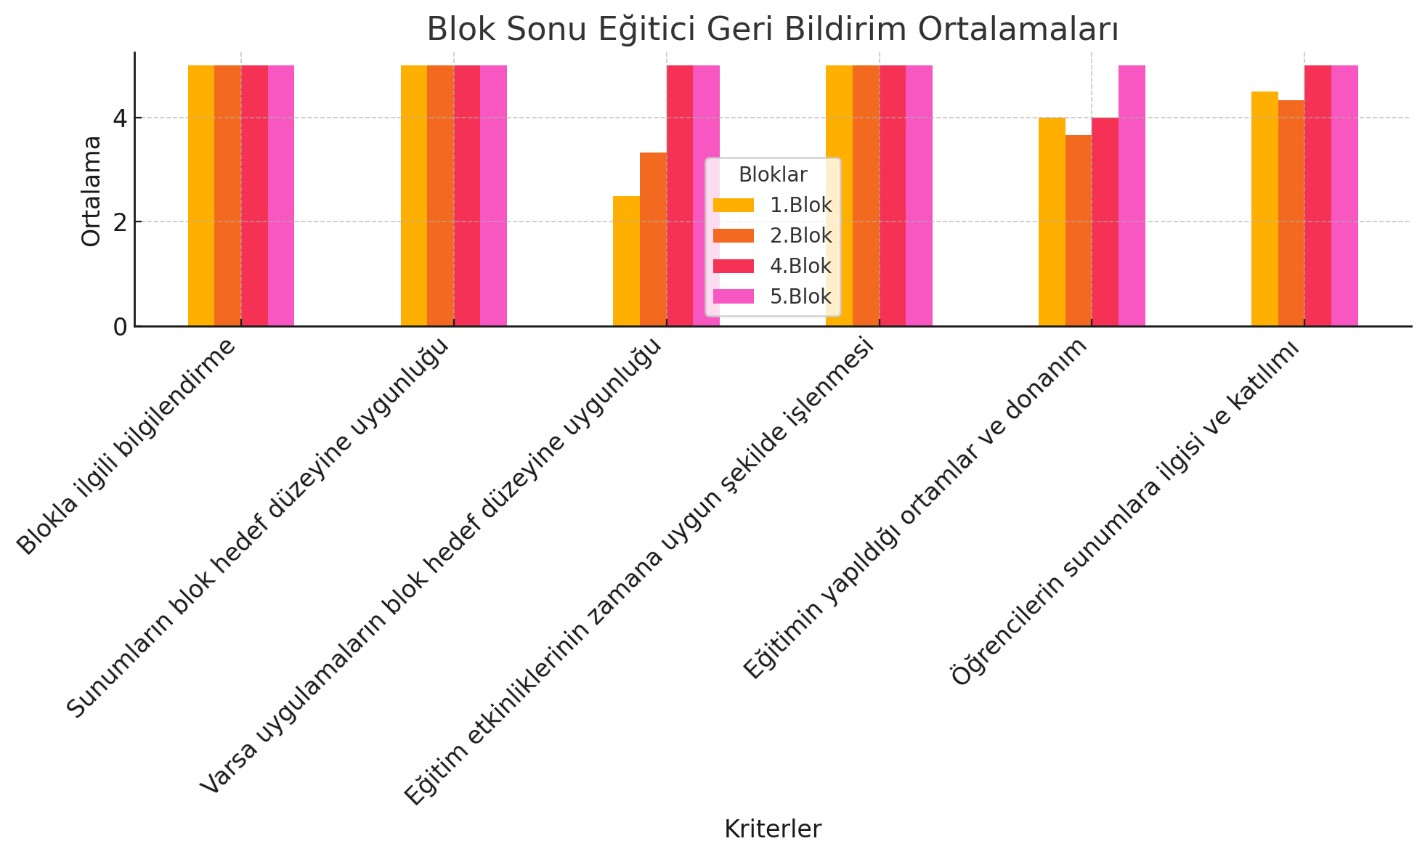 Blok Sonu Eğitici Geri Bildirim Ortalamaları
Ortalama
4
2
0
Bloklar
1.Blok
2.Blok
4.Blok
5.Blok
Blokla ilgili bilgilendirme
Sunumların blok hedef düzeyine uygunluğu
Varsa uygulamaların blok hedef düzeyine uygunluğu
Eğitim etkinliklerinin zamana uygun şekilde işlenmesi
Eğitimin yapıldığı ortamlar ve donanım
Öğrencilerin sunumlara ilgisi ve katılımı
Kriterler